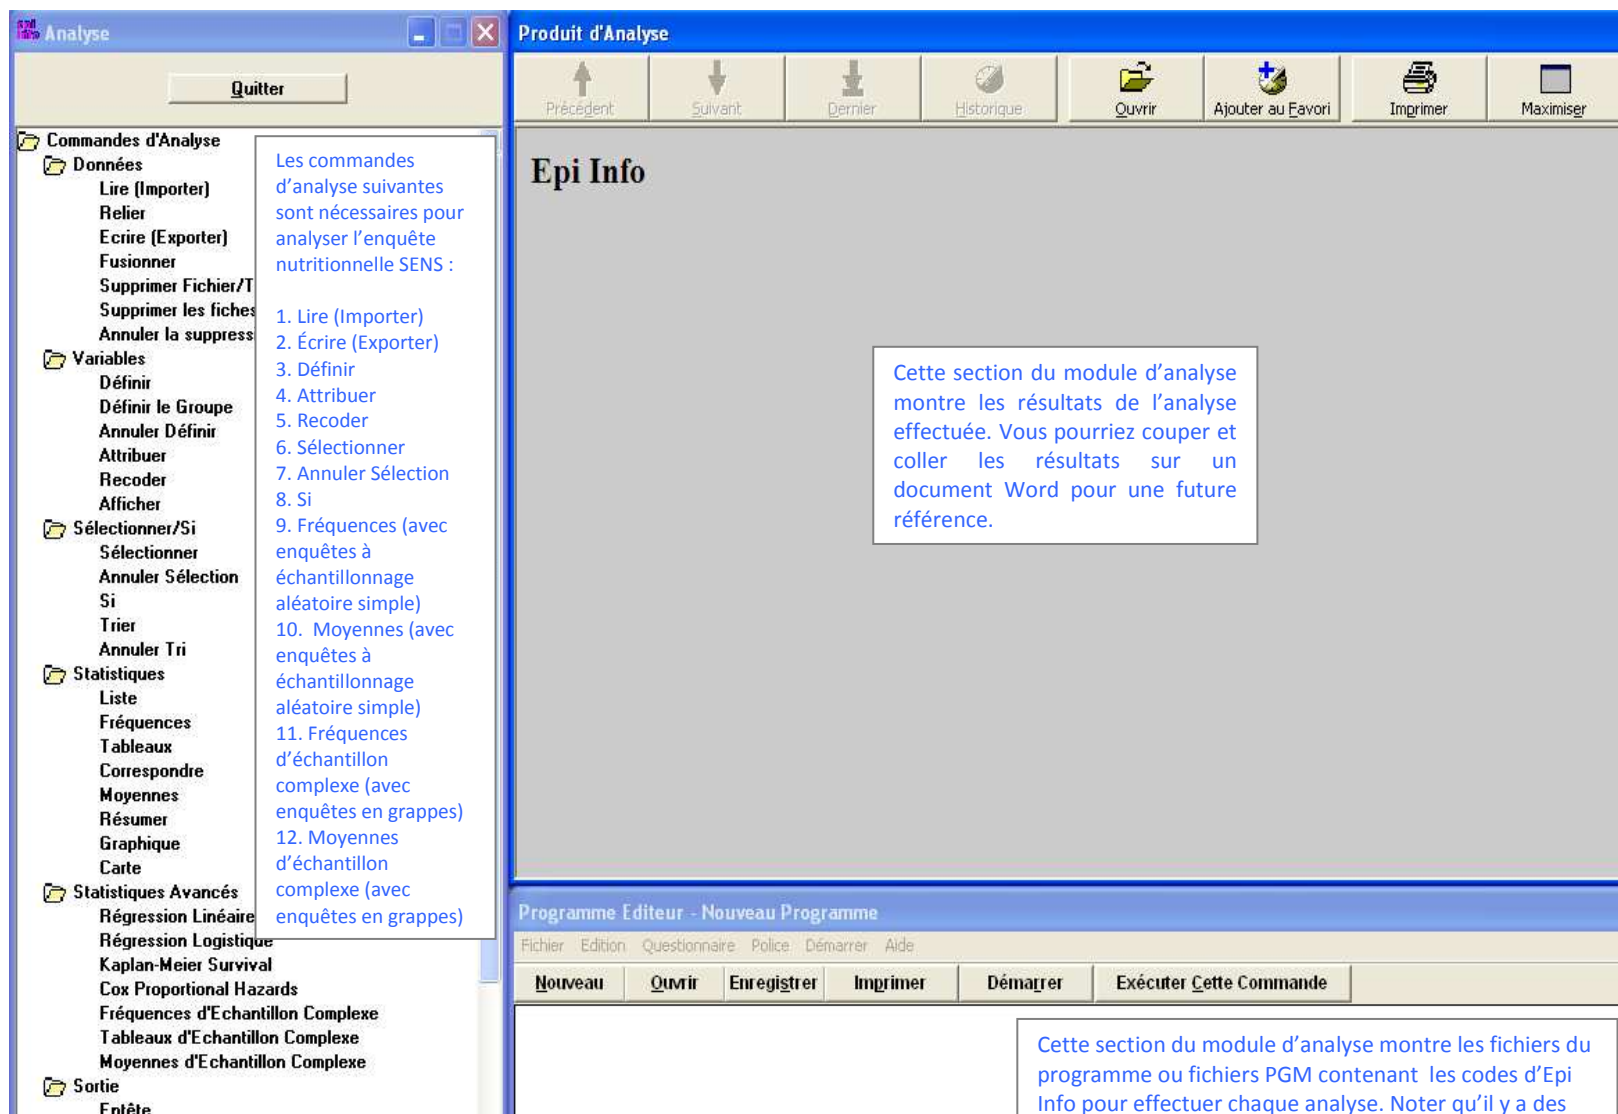 Analyse
Quitter
Commandes d'Analyse
Données
Lire (Importer)
Relier
Ecrire (Exporter)
Fusionner
Supprimer Fichier/T
Supprimer les fiches
Annuler la suppress
Variables
Définir
Définir le Groupe
Annuler Définir
Attribuer
Recoder
Afficher
Sélectionner/Si
Sélectionner
Annuler Sélection
Si
Trier
Annuler Tri
Statistiques
Liste
Fréquences
Tableaux
Correspondre
Moyennes
Résumer
Graphique
Carte
Statistiques Avancés
Régression Linéaire
Régression Logistique
Kaplan-Meier Survival
Cox Proportional Hazards
Fréquences d'Echantillon Complexe
Tableaux d'Echantillon Complexe
Moyennes d'Echantillon Complexe
Sortie
Entête
Les commandes
d'analyse suivantes
sont nécessaires pour
analyser l'enquête
nutritionnelle SENS :
1. Lire (Importer)
2. Écrire (Exporter)
3. Définir
4. Attribuer
5. Recoder
6. Sélectionner
7. Annuler Sélection
8. Si
9. Fréquences (avec
enquêtes à
échantillonnage
aléatoire simple)
10. Moyennes (avec
enquêtes à
échantillonnage
aléatoire simple)
11. Fréquences
d'échantillon
complexe (avec
enquêtes en grappes)
12. Moyennes
d'échantillon
complexe (avec
enquêtes en grappes)
Produit d'Analyse
Précédent Suivant Dernier Historique Ouvrir Ajouter au Favori Imprimer Maximiser
Epi Info
Cette section du module d'analyse
montre les résultats de l'analyse
effectuée. Vous pourriez couper et
coller les résultats sur un
document Word pour une future
référence.
Programme Editeur - Nouveau Programme
Fichier Edition Questionnaire Police Démarrer Aide
Nouveau Ouvrir Enregistrer Imprimer Démarrer Exécuter Cette Commande
Cette section du module d'analyse montre les fichiers du
programme ou fichiers PGM contenant les codes d'Epi
Info pour effectuer chaque analyse. Noter qu'il y a des